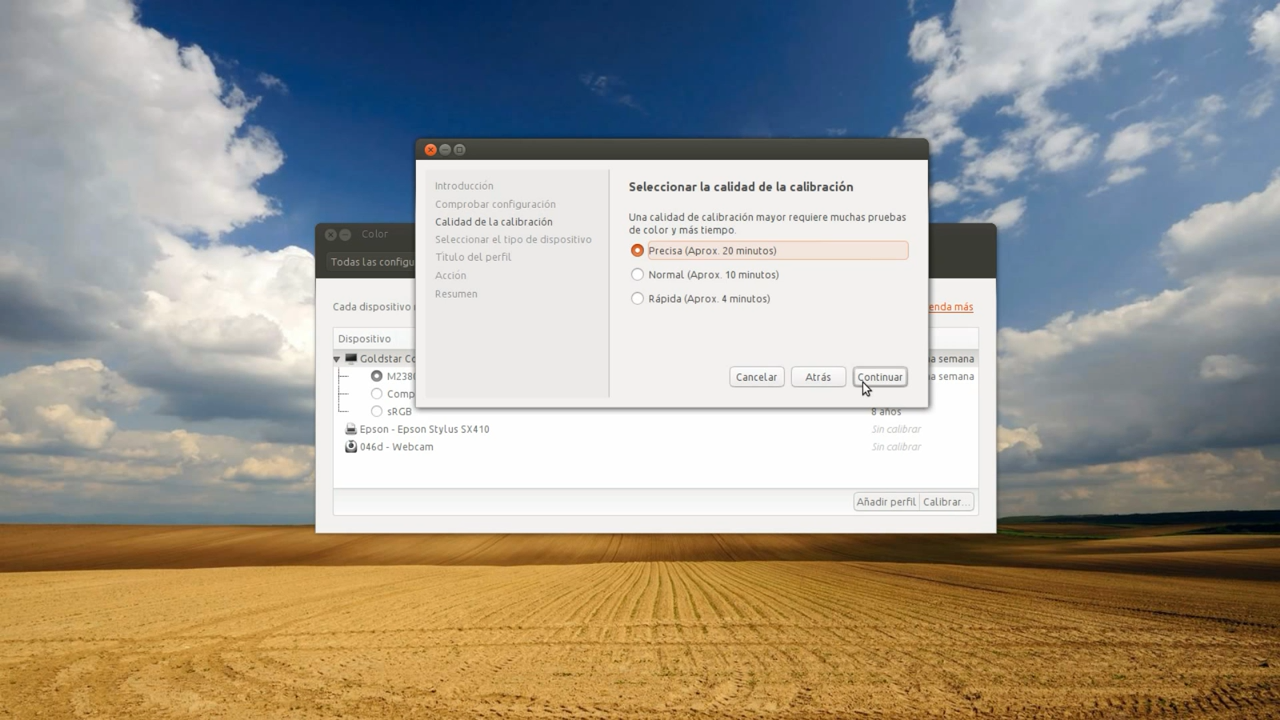 Seleccionar la calidad de la calibración
Introducción
Comprobar configuración
Calidad de la calibración
Seleccionar el tipo de dispositivo
Título del perfil
Acción
Resumen
Una calidad de calibración mayor requiere muchas pruebas
de color y más tiempo.
Precisa (Aprox. 20 minutos)
Normal (Aprox. 10 minutos)
Rápida (Aprox. 4 minutos)
Cancelar
Atrás
Continuar
Color
Todas las configu
Cada dispositivo
enda más
Dispositivo
Goldstar Co
a semana
M2380
a semana
Comp
sRGB
8 años
Epson - Epson Stylus SX410
Sin calibrar
046d - Webcam
Sin calibrar
Añadir perfil
Calibrar...